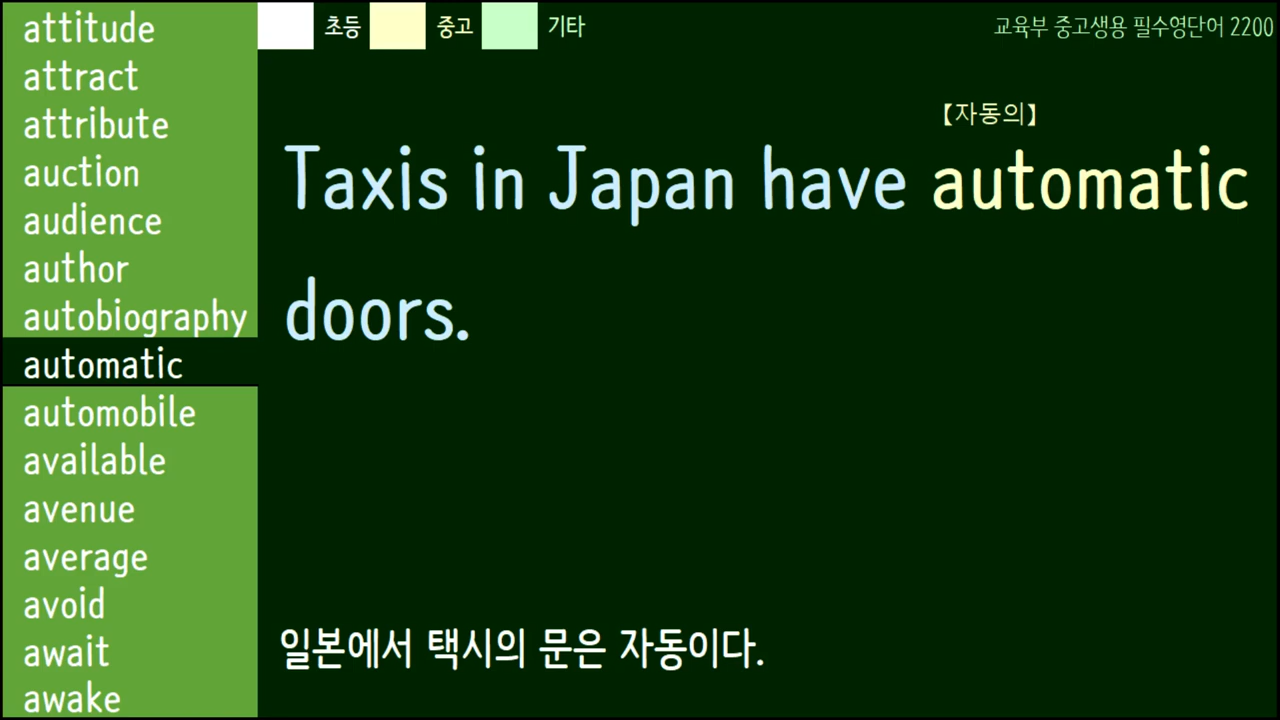 attitude
attract
attribute
auction
audience
author
autobiography
automatic
automobile
available
avenue
average
avoid
await
awake
초등 중고 기타
교육부 중고생용 필수영단어 2200
【자동의】
Taxis in Japan have automatic
doors.
일본에서 택시의 문은 자동이다.